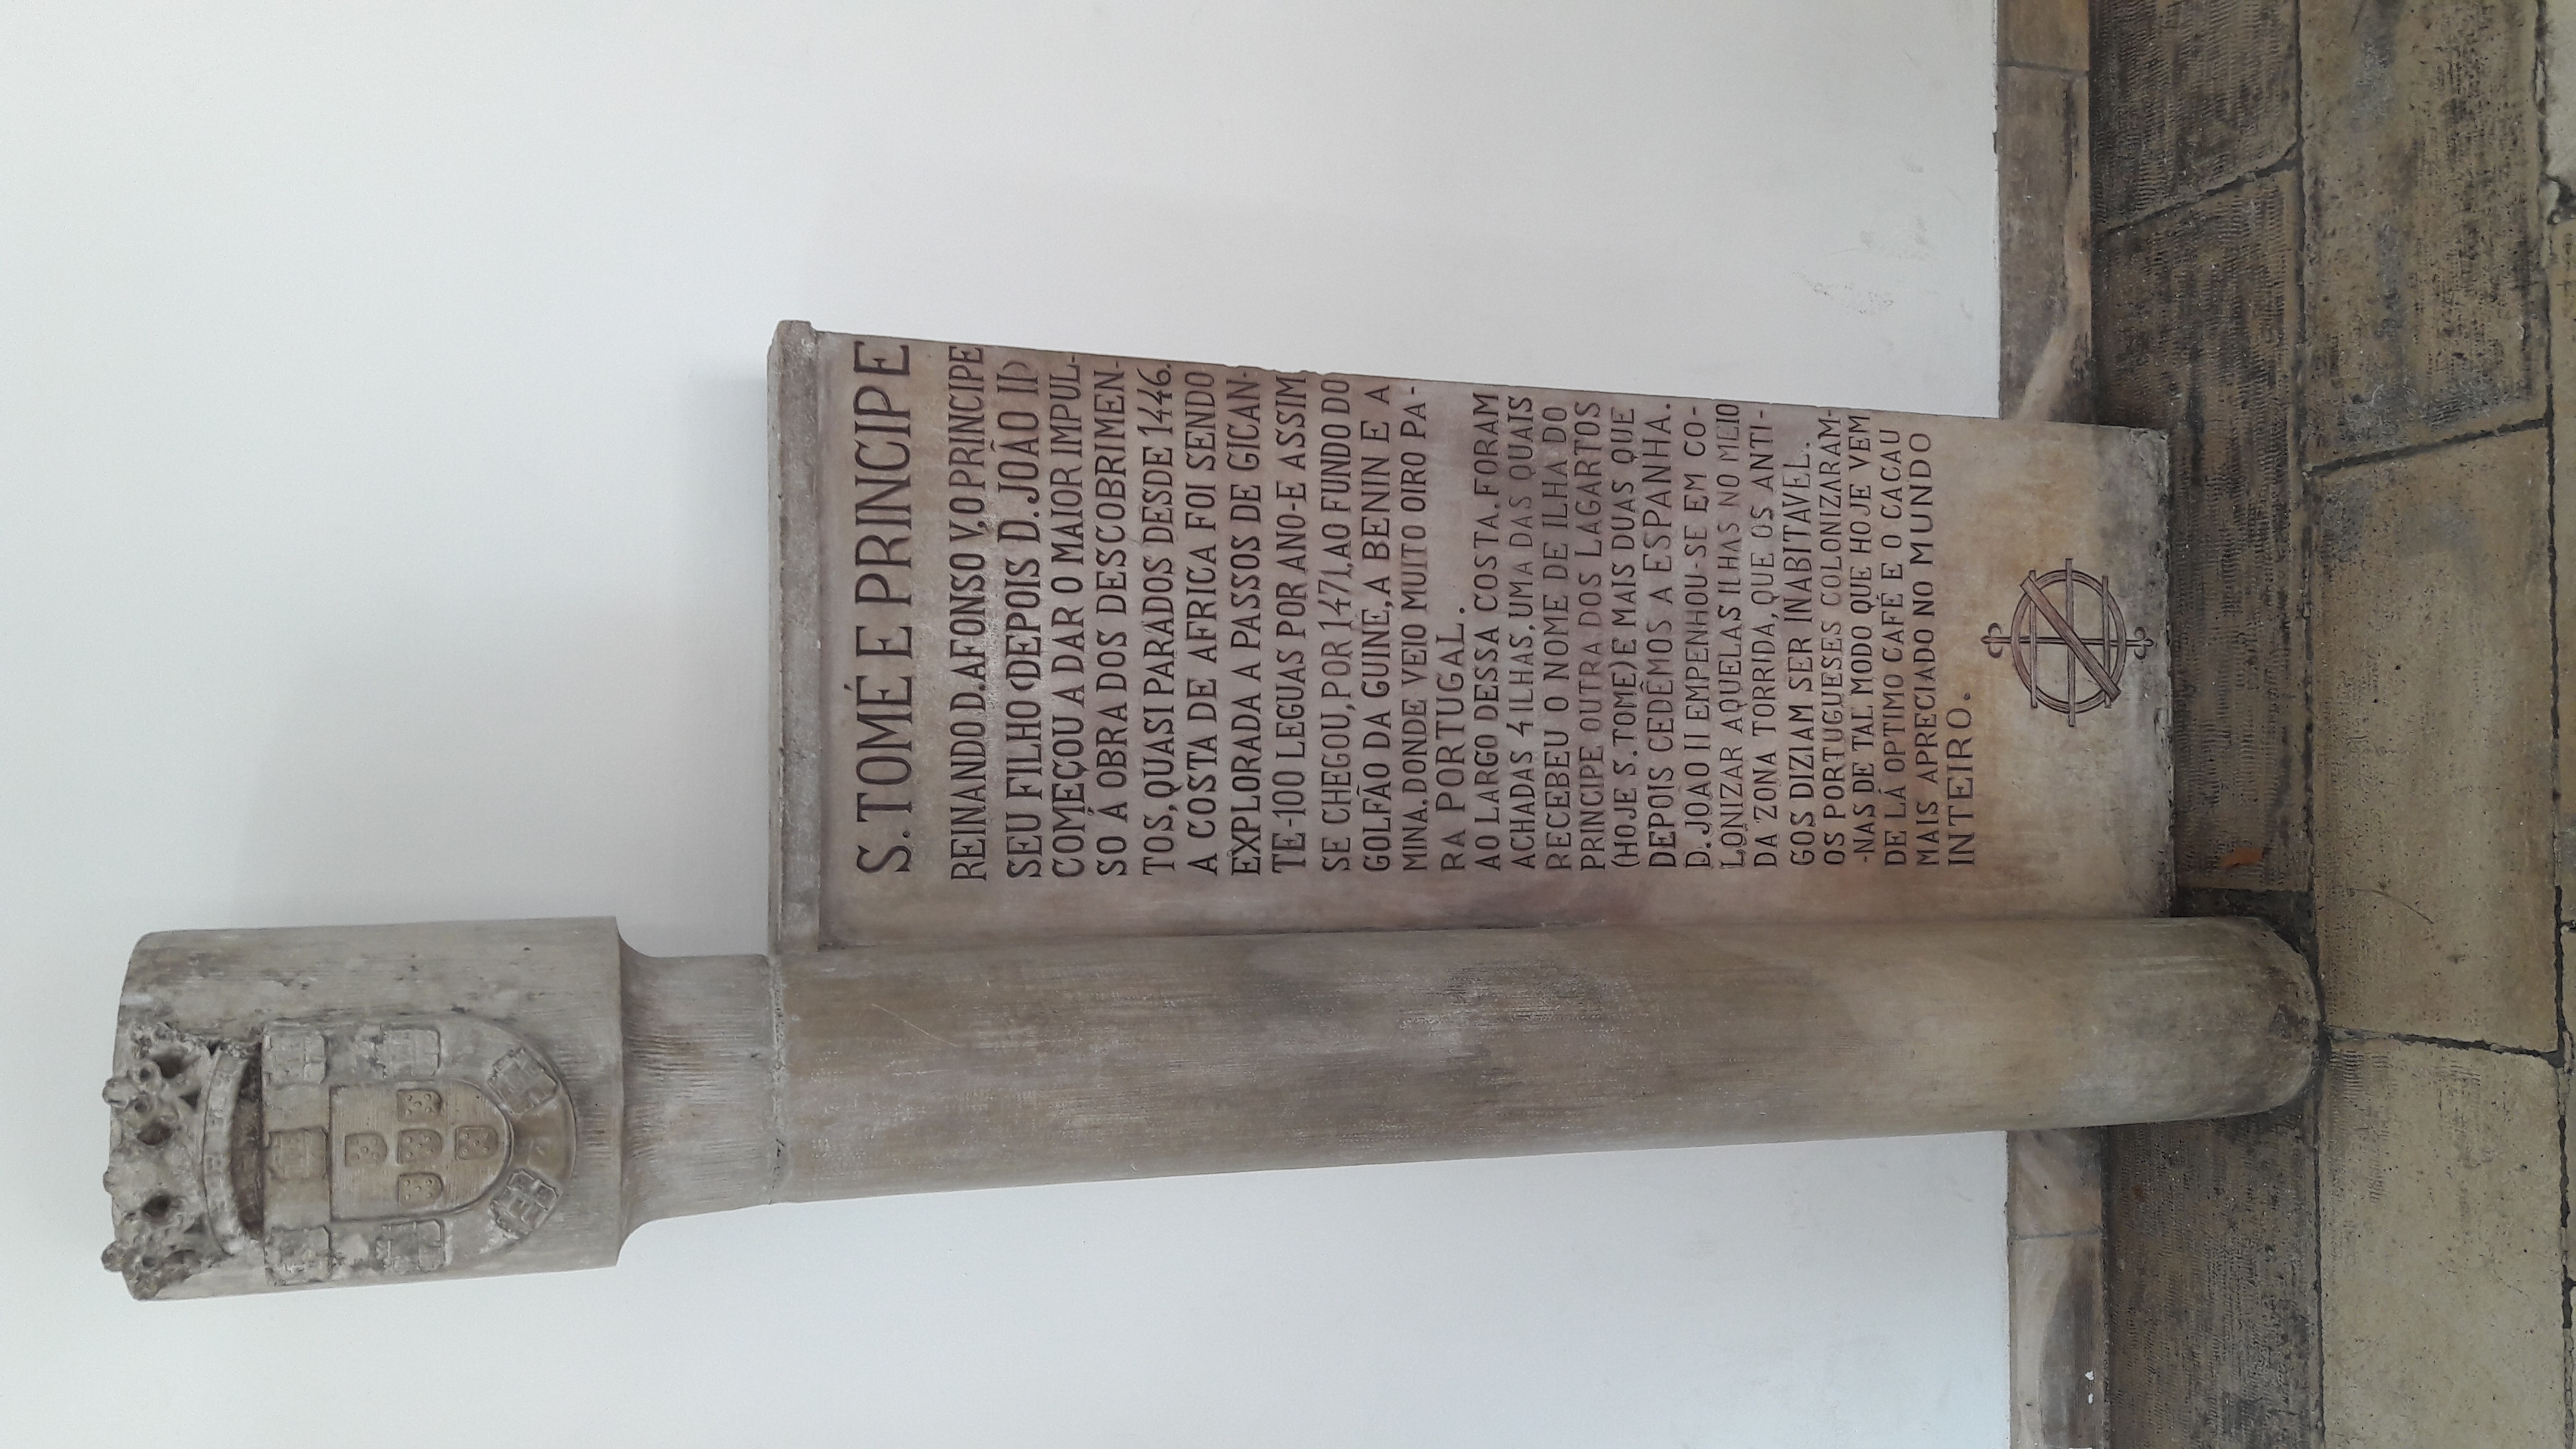 S. TOMÉ E PRINCIPE
REINANDO D. AFONSO V, O PRINCIPE
SEU FILHO (DEPOIS D. JOÃO II)
COMEÇOU A DAR O MAIOR IMPUL-
SO Á OBRA DOS DESCOBRIMEN-
TOS, QUASI PARADOS DESDE 1446.
A COSTA DE AFRICA FOI SENDO
EXPLORADA A PASSOS DE GIGAN-
TE-100 LEGUAS POR ANO-E ASSIM
SE CHEGOU, POR 1471, AO FUNDO DO
GOLFÃO DA GUINÉ, A BENIN E A
MINA. DONDE VEIO MUITO OIRO PA-
RA PORTUGAL.
AO LARGO DESSA COSTA. FORAM
ACHADAS 4 ILHAS, UMA DAS QUAIS
RECEBEU O NOME DE ILHA DO
PRINCIPE OUTRA DOS LAGARTOS
(HOJE S. TOMÉ) E MAIS DUAS QUE
DEPOIS CEDÊMOS A ESPANHA.
D. JOAO II EMPENHOU-SE EM CO-
LONIZAR AQUELAS ILHAS NO MEIO
DA ZONA TORRIDA, QUE OS ANTI-
GOS DIZIAM SER INABITAVEL.
OS PORTUGUESES COLONIZARAM-
-NAS DE TAL MODO QUE HOJE VEM
DE LÁ OPTIMO CAFÉ E O CACAU
MAIS APRECIADO NO MUNDO
INTEIRO.